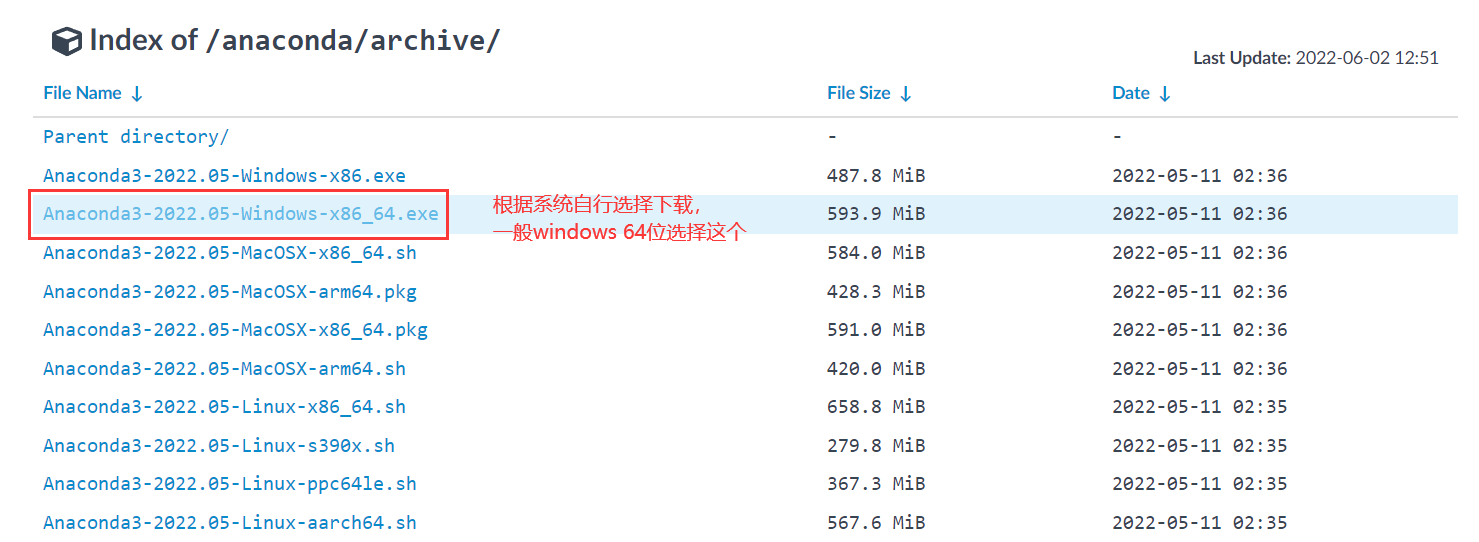 Index of /anaconda/archive/
Last Update: 2022-06-02 12:51
File Name ↓ File Size ↓ Date ↓
Parent directory/ - -
Anaconda3-2022.05-Windows-x86.exe 487.8 MiB 2022-05-11 02:36
Anaconda3-2022.05-Windows-x86_64.exe 593.9 MiB 2022-05-11 02:36
根据系统自行选择下载，
一般windows 64位选择这个
Anaconda3-2022.05-MacOSX-x86_64.sh 584.0 MiB 2022-05-11 02:36
Anaconda3-2022.05-MacOSX-arm64.pkg 428.3 MiB 2022-05-11 02:36
Anaconda3-2022.05-MacOSX-x86_64.pkg 591.0 MiB 2022-05-11 02:36
Anaconda3-2022.05-MacOSX-arm64.sh 420.0 MiB 2022-05-11 02:36
Anaconda3-2022.05-Linux-x86_64.sh 658.8 MiB 2022-05-11 02:35
Anaconda3-2022.05-Linux-s390x.sh 279.8 MiB 2022-05-11 02:35
Anaconda3-2022.05-Linux-ppc64le.sh 367.3 MiB 2022-05-11 02:35
Anaconda3-2022.05-Linux-aarch64.sh 567.6 MiB 2022-05-11 02:35